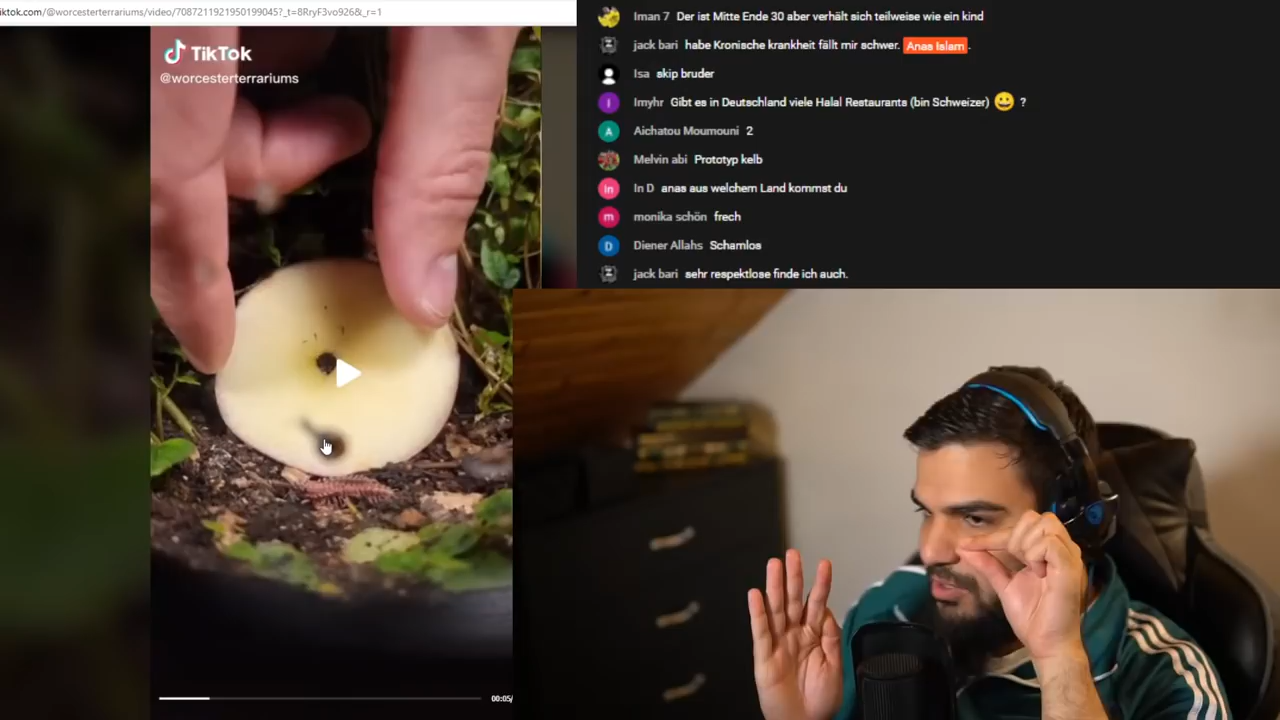 iktok.com/@worcesterterrariums/video/7087211921950199045?_t=8RryF3vo926&_r=1
TikTok
@worcesterterrariums
00:05/
Iman 7 Der ist Mitte Ende 30 aber verhält sich teilweise wie ein kind
jack bari habe Kronische krankheit fällt mir schwer. Anas Islam .
Isa skip bruder
Imyhr Gibt es in Deutschland viele Halal Restaurants (bin Schweizer) 😀 ?
Aichatou Moumouni 2
Melvin abi Prototyp kelb
In D anas aus welchem Land kommst du
monika schön frech
Diener Allahs Schamlos
jack bari sehr respektlose finde ich auch.